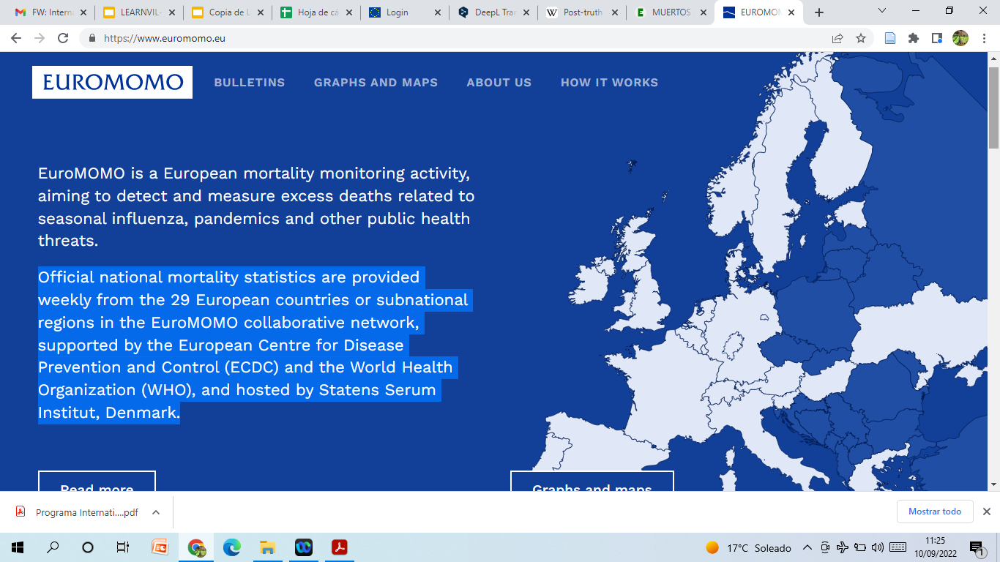 FW: Interna
LEARNVIL-
Copia de L
Hoja de cá
Login
DeepL Tran
Post-truth
MUERTOS
EUROMOM
https://www.euromomo.eu
EUROMOMO
BULLETINS
GRAPHS AND MAPS
ABOUT US
HOW IT WORKS
EuroMOMO is a European mortality monitoring activity,
aiming to detect and measure excess deaths related to
seasonal influenza, pandemics and other public health
threats.
Official national mortality statistics are provided
weekly from the 29 European countries or subnational
regions in the EuroMOMO collaborative network,
supported by the European Centre for Disease
Prevention and Control (ECDC) and the World Health
Organization (WHO), and hosted by Statens Serum
Institut, Denmark.
Read more
Graphs and maps
Programa Internati....pdf
Mostrar todo
17°C Soleado
11:25
10/09/2022
1